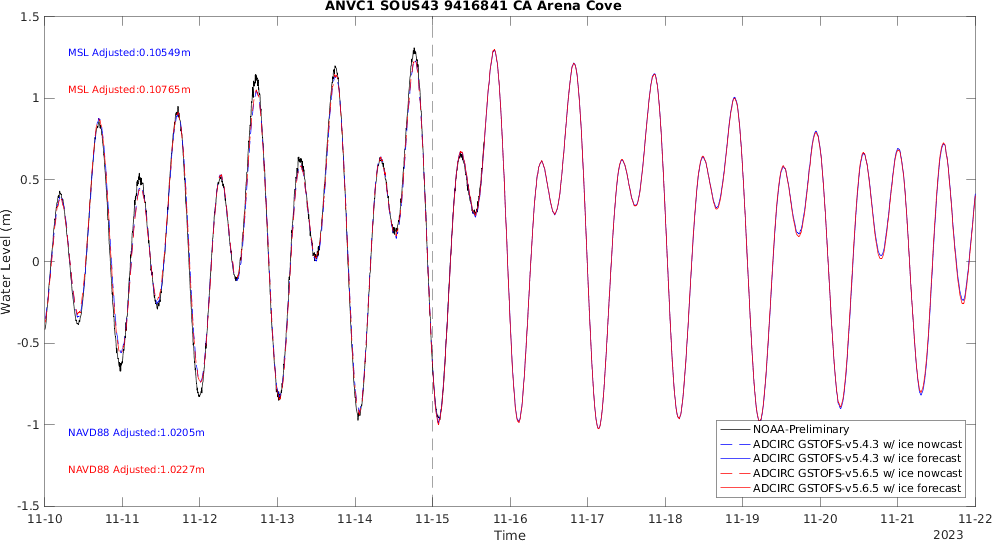 ANVC1 SOUS43 9416841 CA Arena Cove
1.5
1
0.5
0
-0.5
-1
-1.5
Water Level (m)
MSL Adjusted:0.10549m
MSL Adjusted:0.10765m
NAVD88 Adjusted:1.0205m
NAVD88 Adjusted:1.0227m
NOAA-Preliminary
ADCIRC GSTOFS-v5.4.3 w/ ice nowcast
ADCIRC GSTOFS-v5.4.3 w/ ice forecast
ADCIRC GSTOFS-v5.6.5 w/ ice nowcast
ADCIRC GSTOFS-v5.6.5 w/ ice forecast
11-10 11-11 11-12 11-13 11-14 11-15 11-16 11-17 11-18 11-19 11-20 11-21 11-22
Time
2023